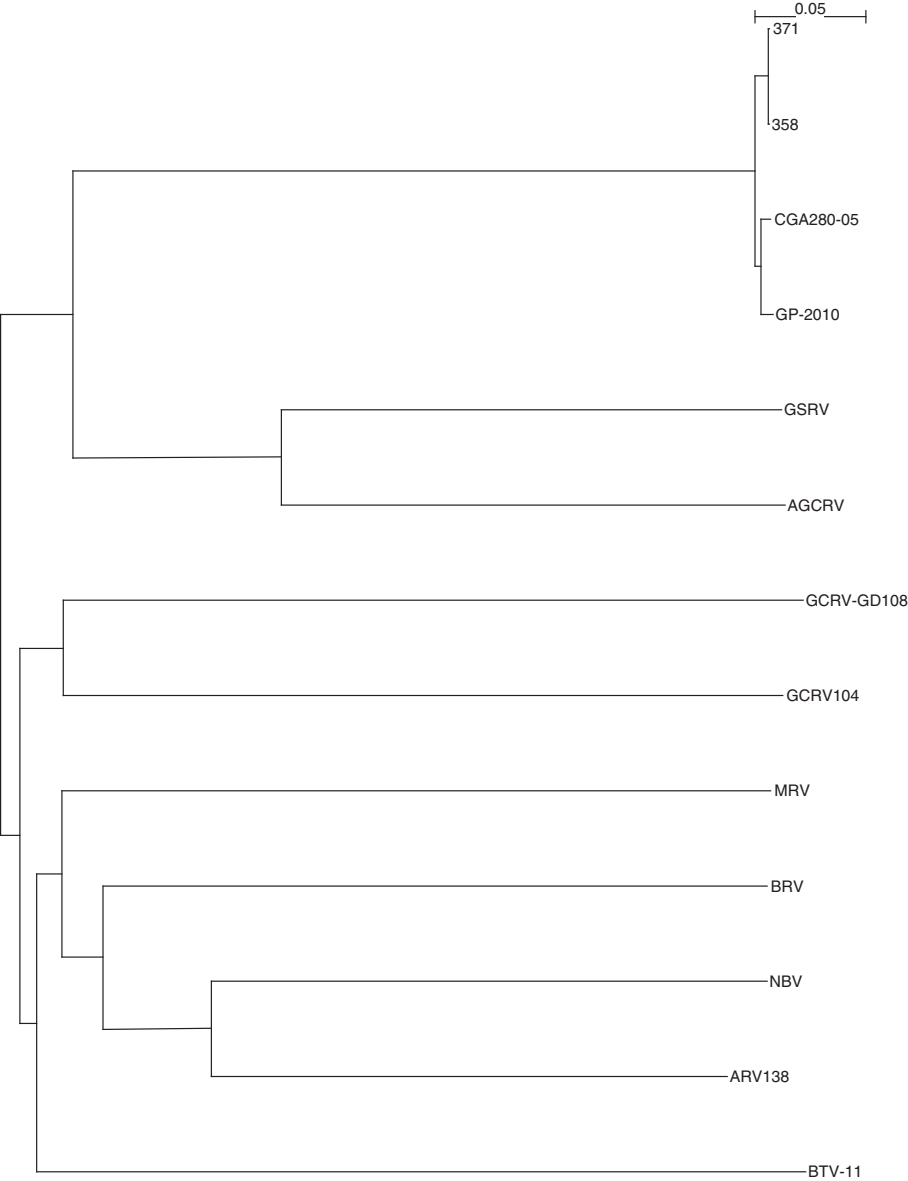 0.05
371
358
CGA280-05
GP-2010
GSRV
AGCRV
GCRV-GD108
GCRV104
MRV
BRV
NBV
ARV138
BTV-11